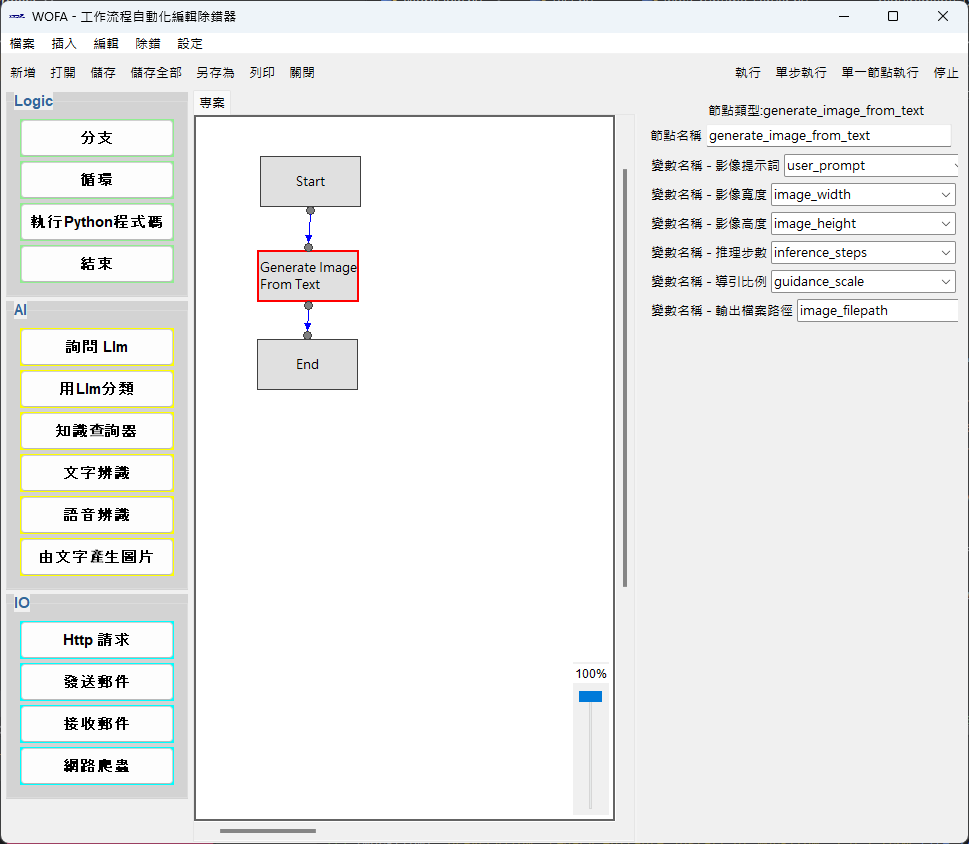 WOFA - 工作流程自動化編輯除錯器
檔案 插入 編輯 除錯 設定
新增 打開 儲存 儲存全部 另存為 列印 關閉 執行 單步執行 單一節點執行 停止
Logic
分支
循環
執行Python程式碼
結束
AI
詢問 Llm
用Llm分類
知識查詢器
文字辨識
語音辨識
由文字產生圖片
IO
Http 請求
發送郵件
接收郵件
網路爬蟲
專案
Start
Generate Image
From Text
End
100%
節點類型:generate_image_from_text
節點名稱 generate_image_from_text
變數名稱 - 影像提示詞 user_prompt
變數名稱 - 影像寬度 image_width
變數名稱 - 影像高度 image_height
變數名稱 - 推理步數 inference_steps
變數名稱 - 導引比例 guidance_scale
變數名稱 - 輸出檔案路徑 image_filepath